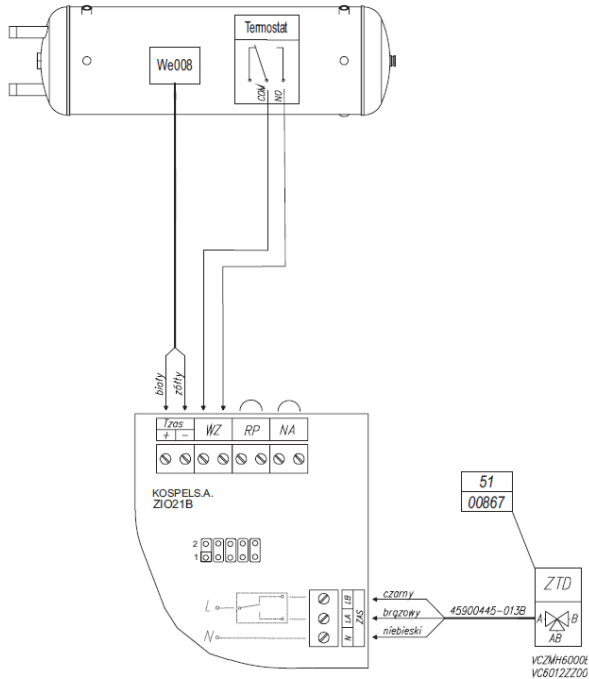 Termostat
We008
COM
NO
biały
żółty
Tzas
+ -
WZ
RP
NA
KOSPELS.A.
ZIO21B
51
00867
2
1
ZTD
A
B
AB
L
N
LB
LA
N
ZAS
czarny
brązowy
niebieski
45900445-013B
VCZMH6000E
VC6012ZZ00